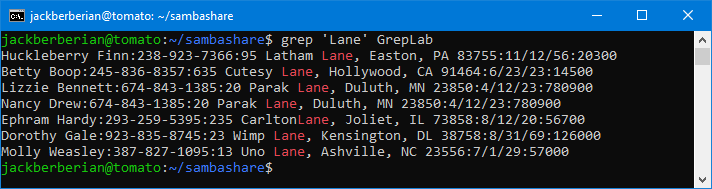 jackberberian@tomato: ~/sambashare
jackberberian@tomato:~/sambashare$ grep 'Lane' GrepLab
Huckleberry Finn:238-923-7366:95 Latham Lane, Easton, PA 83755:11/12/56:20300
Betty Boop:245-836-8357:635 Cutesy Lane, Hollywood, CA 91464:6/23/23:14500
Lizzie Bennett:674-843-1385:20 Parak Lane, Duluth, MN 23850:4/12/23:780900
Nancy Drew:674-843-1385:20 Parak Lane, Duluth, MN 23850:4/12/23:780900
Ephram Hardy:293-259-5395:235 CarltonLane, Joliet, IL 73858:8/12/20:56700
Dorothy Gale:923-835-8745:23 Wimp Lane, Kensington, DL 38758:8/31/69:126000
Molly Weasley:387-827-1095:13 Uno Lane, Ashville, NC 23556:7/1/29:57000
jackberberian@tomato:~/sambashare$